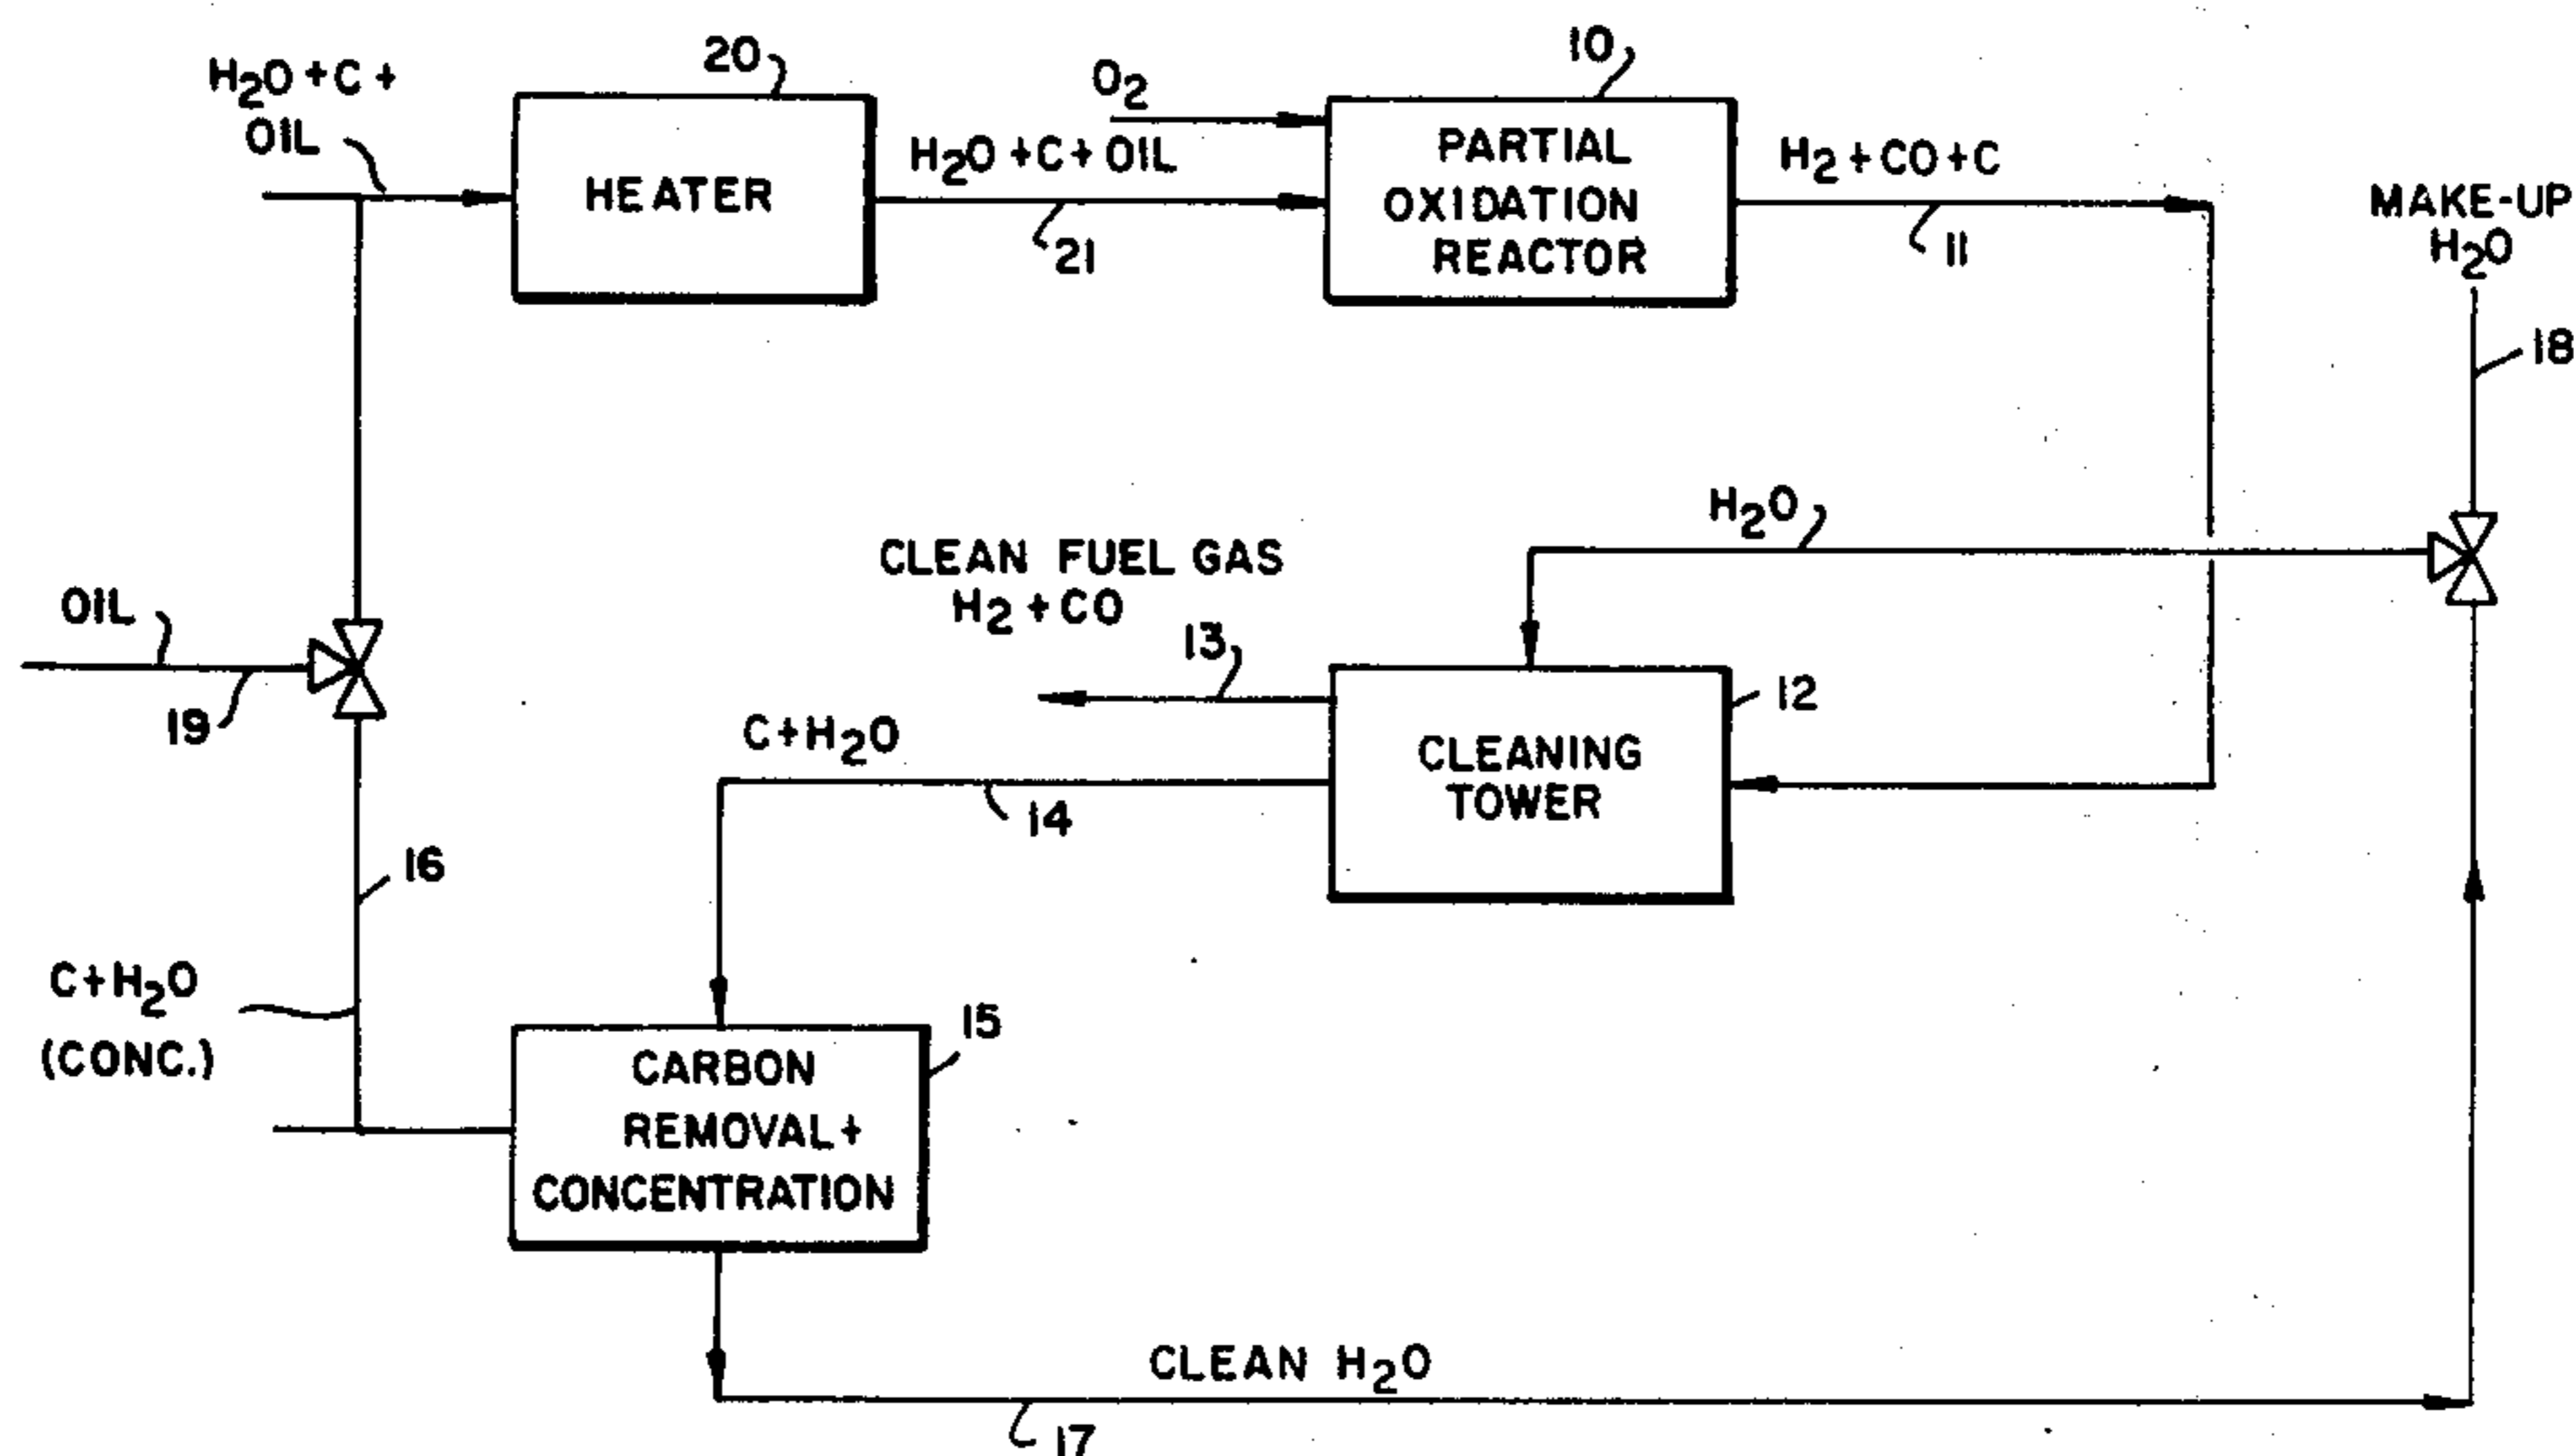 H2O+C+
OIL
20
HEATER
O2
H2O+C+OIL
21
10
PARTIAL
OXIDATION
REACTOR
H2+CO+C
11
MAKE-UP
H2O
18
H2O
CLEAN FUEL GAS
H2+CO
13
OIL
19
12
CLEANING
TOWER
C+H2O
14
16
C+H2O
(CONC.)
15
CARBON
REMOVAL+
CONCENTRATION
CLEAN H2O
17